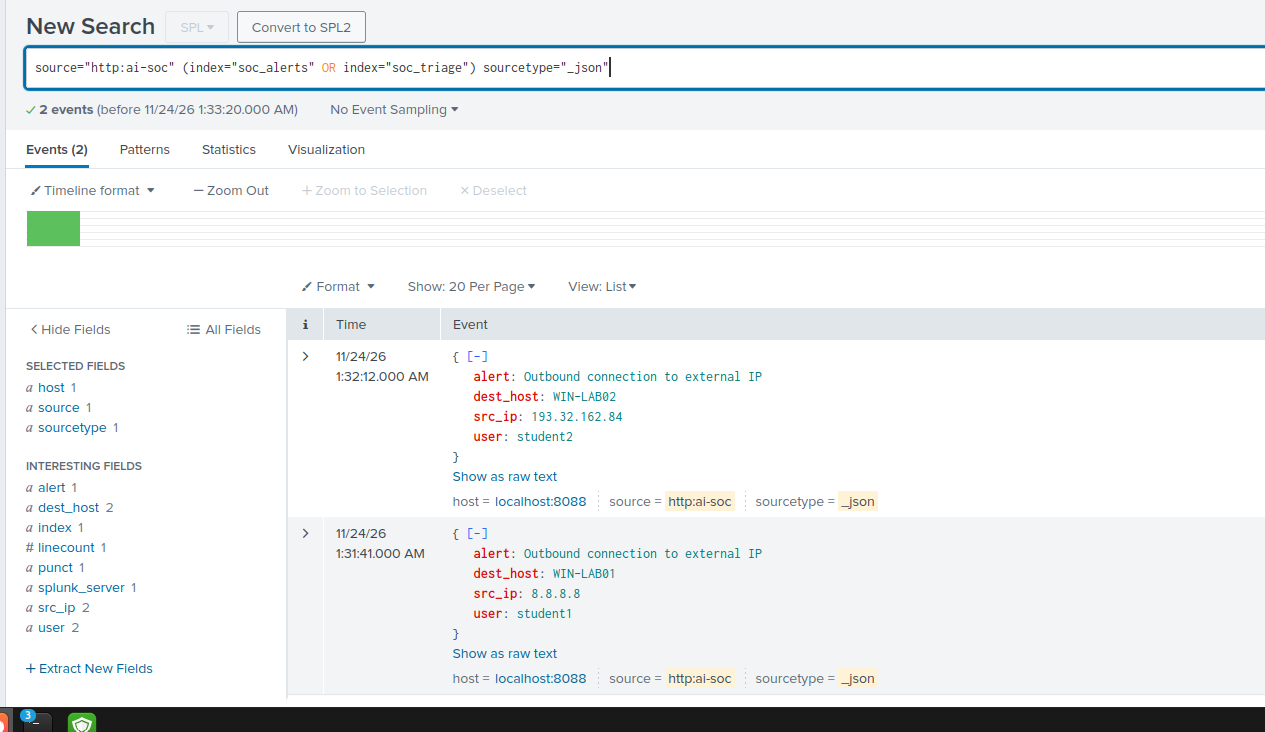 New Search SPL Convert to SPL2
source="http:ai-soc" (index="soc_alerts" OR index="soc_triage") sourcetype="_json"
2 events (before 11/24/26 1:33:20.000 AM) No Event Sampling
Events (2) Patterns Statistics Visualization
Timeline format — Zoom Out + Zoom to Selection × Deselect
Format Show: 20 Per Page View: List
< Hide Fields All Fields
SELECTED FIELDS
a host 1
a source 1
a sourcetype 1
INTERESTING FIELDS
a alert 1
a dest_host 2
a index 1
# linecount 1
a punct 1
a splunk_server 1
a src_ip 2
a user 2
+ Extract New Fields
i Time Event
> 11/24/26 { [-]
1:32:12.000 AM alert: Outbound connection to external IP
dest_host: WIN-LAB02
src_ip: 193.32.162.84
user: student2
}
Show as raw text
host = localhost:8088 source = http:ai-soc sourcetype = _json
> 11/24/26 { [-]
1:31:41.000 AM alert: Outbound connection to external IP
dest_host: WIN-LAB01
src_ip: 8.8.8.8
user: student1
}
Show as raw text
host = localhost:8088 source = http:ai-soc sourcetype = _json
3